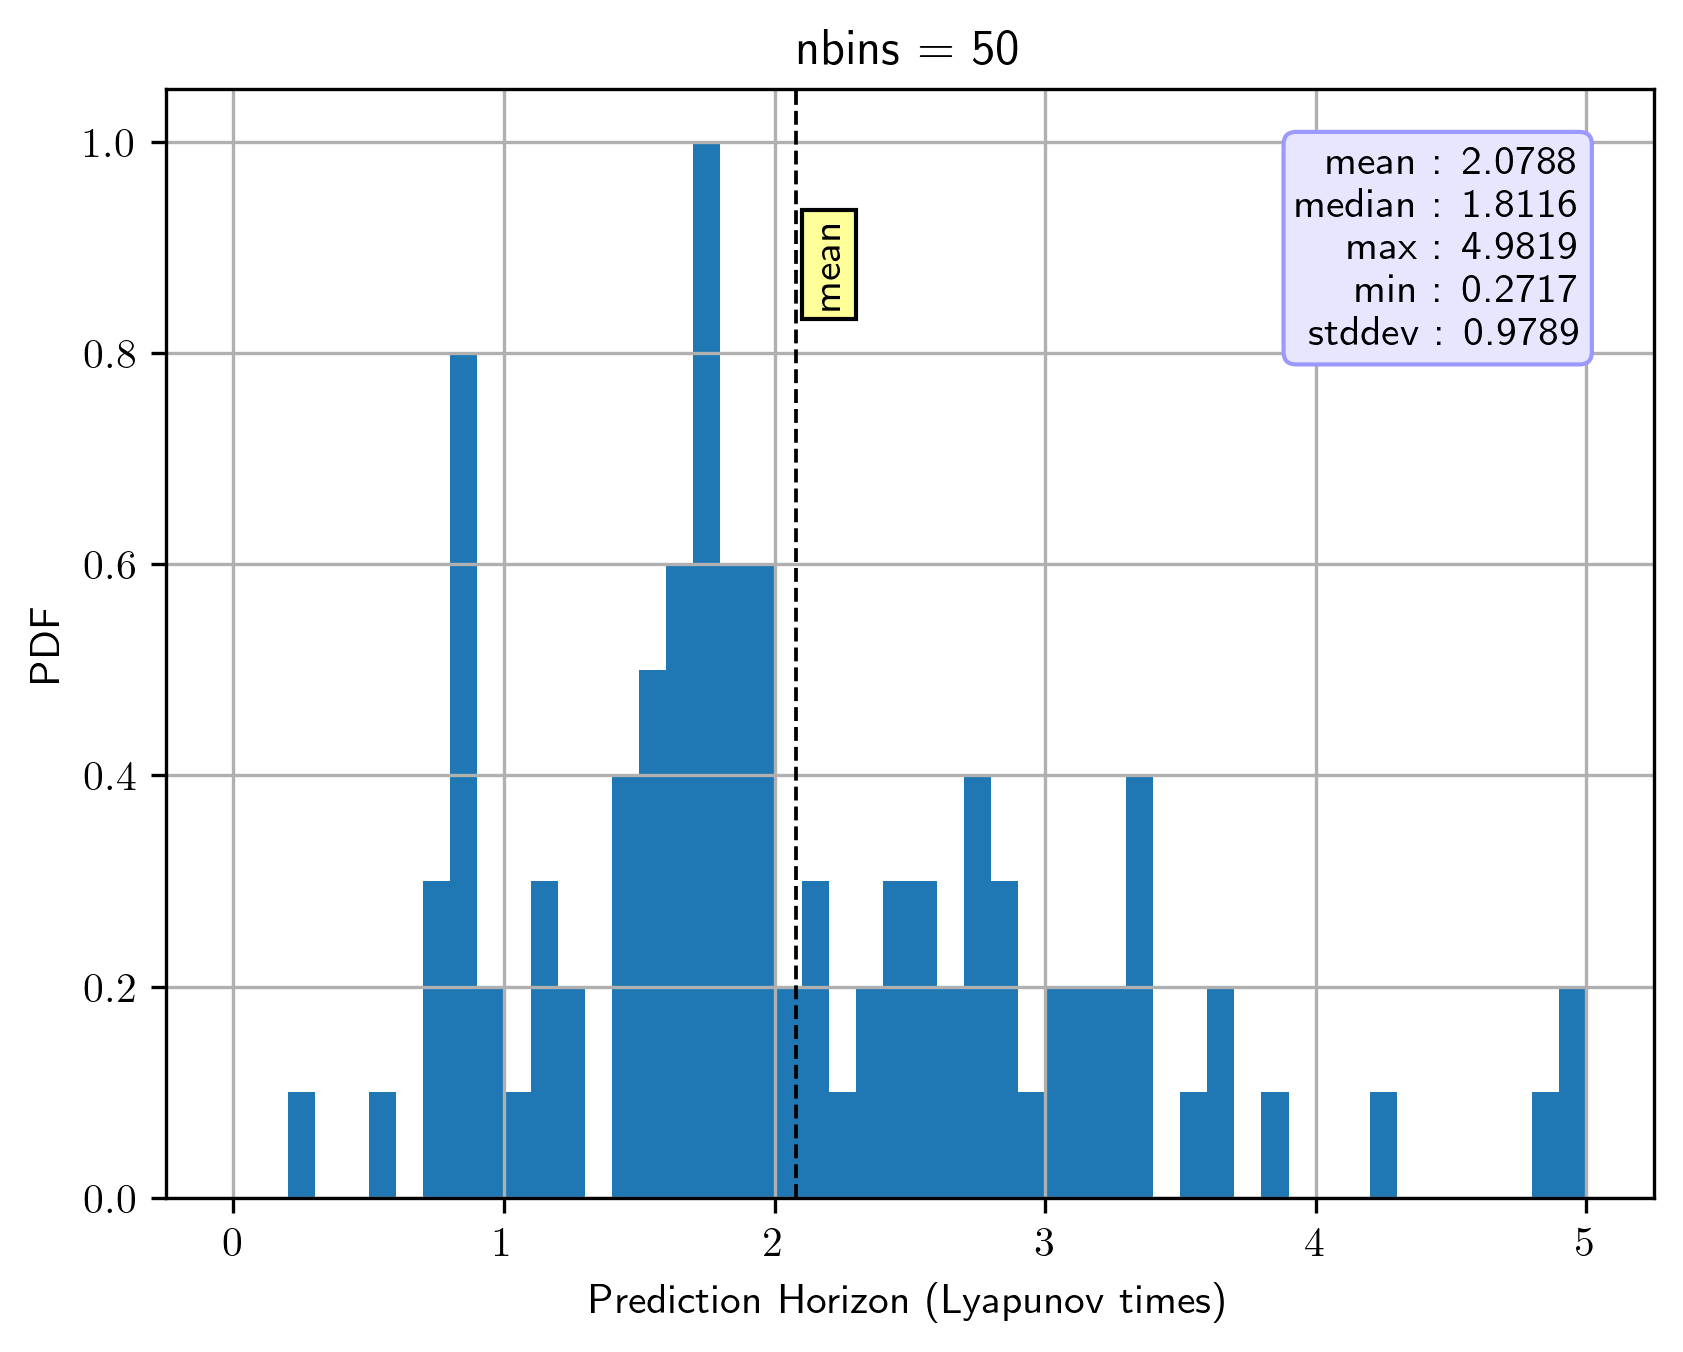 nbins = 50
mean : 2.0788
median : 1.8116
max : 4.9819
min : 0.2717
stddev : 0.9789
mean
PDF
1.0
0.8
0.6
0.4
0.2
0.0
0 1 2 3 4 5
Prediction Horizon (Lyapunov times)